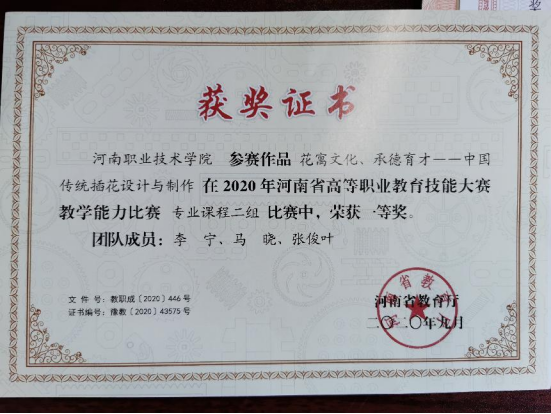 获奖证书
河南职业技术学院 参赛作品 花寓文化、承德育才——中国
传统插花设计与制作 在2020年河南省高等职业教育技能大赛
教学能力比赛 专业课程二组 比赛中，荣获一等奖。
团队成员：李 宁、马 晓、张俊叶
文 件 号：教职成〔2020〕446号
证书编号：豫教〔2020〕43575号
河南省教育厅
二〇二〇年九月